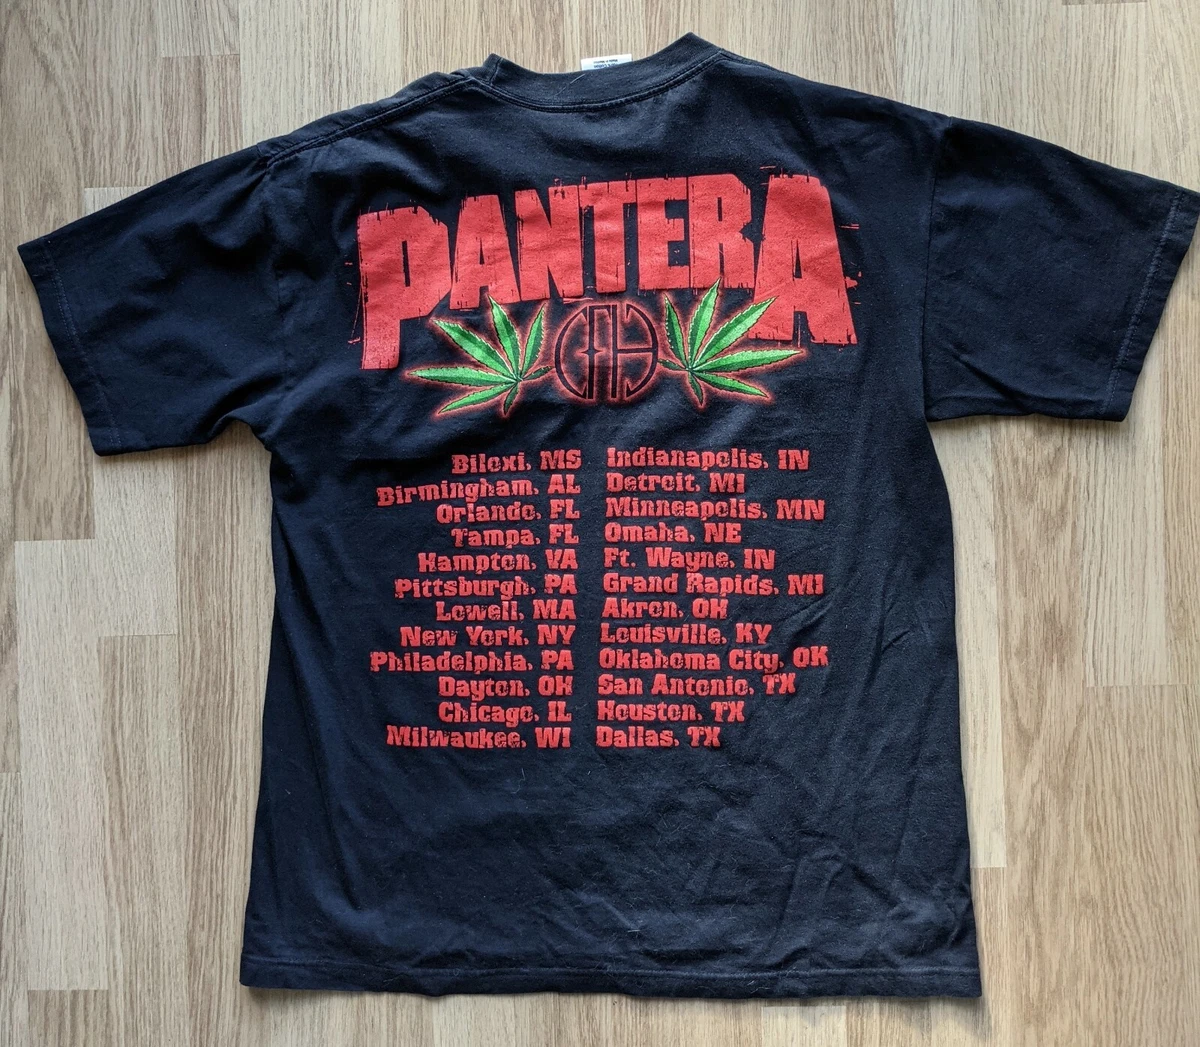 PANTERA
CFH
Biloxi, MS
Birmingham, AL
Orlando, FL
Tampa, FL
Hampton, VA
Pittsburgh, PA
Lowell, MA
New York, NY
Philadelphia, PA
Dayton, OH
Chicago, IL
Milwaukee, WI
Indianapolis, IN
Detroit, MI
Minneapolis, MN
Omaha, NE
Ft. Wayne, IN
Grand Rapids, MI
Akron, OH
Louisville, KY
Oklahoma City, OK
San Antonio, TX
Houston, TX
Dallas, TX